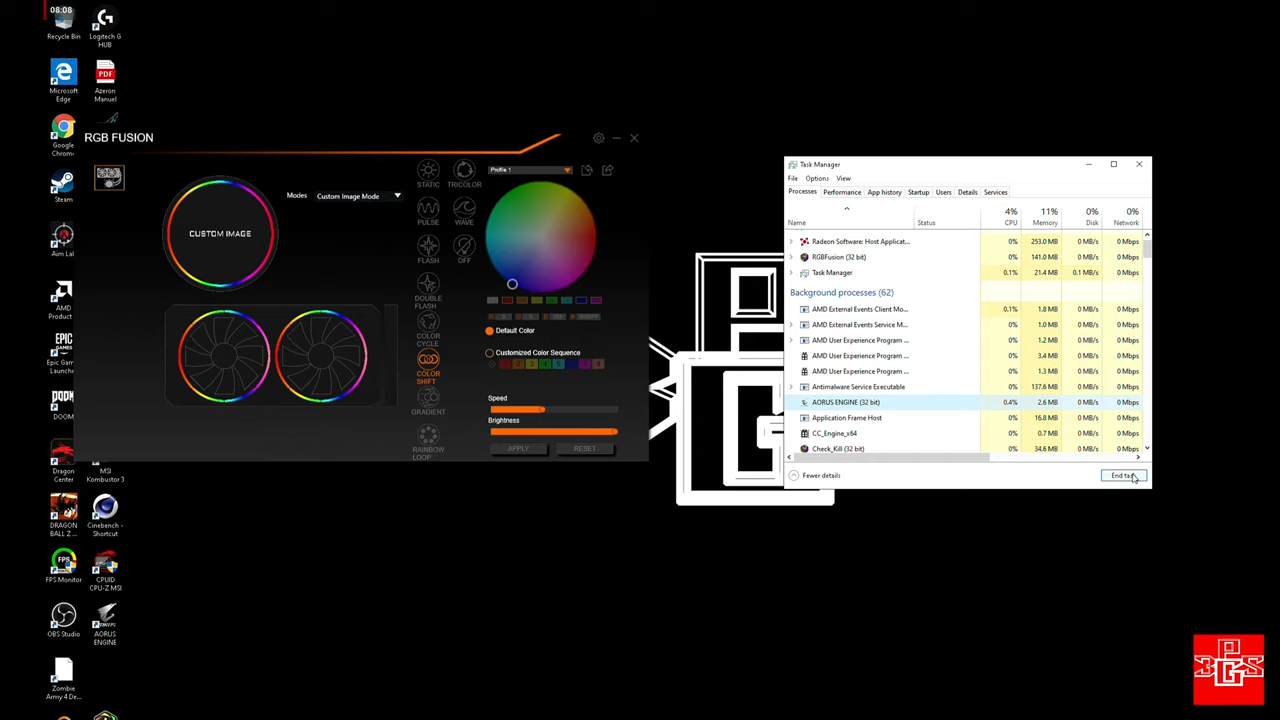 08:08
Recycle Bin
Logitech G
HUB
Microsoft
Edge
PDF
Azeron
Manuel
Google
Chrome
Steam
Aim Lab
AMD
Product ...
EPIC
GAMES
Epic Games
Launcher
DOOM
DOOM
Dragon
Center
MSI
Kombustor 3
DRAGON
BALL Z ...
Cinebench -
Shortcut
FPS
FPS Monitor
CPUID
CPU-Z MSI
OBS Studio
AORUS
ENGINE
Zombie
Army 4 De...
RGB FUSION
CUSTOM IMAGE
Modes
Custom Image Mode
STATIC
TRICOLOR
PULSE
WAVE
FLASH
OFF
DOUBLE
FLASH
COLOR
CYCLE
COLOR
SHIFT
GRADIENT
RAINBOW
LOOP
Profile 1
Default Color
Customized Color Sequence
Speed
Brightness
APPLY
RESET
Task Manager
File Options View
Processes Performance App history Startup Users Details Services
4% 11% 0% 0%
Name Status CPU Memory Disk Network
Radeon Software: Host Applicat... 0% 253.0 MB 0 MB/s 0 Mbps
RGBFusion (32 bit) 0% 141.0 MB 0 MB/s 0 Mbps
Task Manager 0.1% 21.4 MB 0.1 MB/s 0 Mbps
Background processes (62)
AMD External Events Client Mo... 0.1% 1.8 MB 0 MB/s 0 Mbps
AMD External Events Service M... 0% 1.0 MB 0 MB/s 0 Mbps
AMD User Experience Program ... 0% 1.2 MB 0 MB/s 0 Mbps
AMD User Experience Program ... 0% 3.4 MB 0 MB/s 0 Mbps
AMD User Experience Program ... 0% 1.3 MB 0 MB/s 0 Mbps
Antimalware Service Executable 0% 137.6 MB 0 MB/s 0 Mbps
AORUS ENGINE (32 bit) 0.4% 2.6 MB 0 MB/s 0 Mbps
Application Frame Host 0% 16.8 MB 0 MB/s 0 Mbps
CC_Engine_x64 0% 0.7 MB 0 MB/s 0 Mbps
Check_Kill (32 bit) 0% 34.6 MB 0 MB/s 0 Mbps
Fewer details
End task